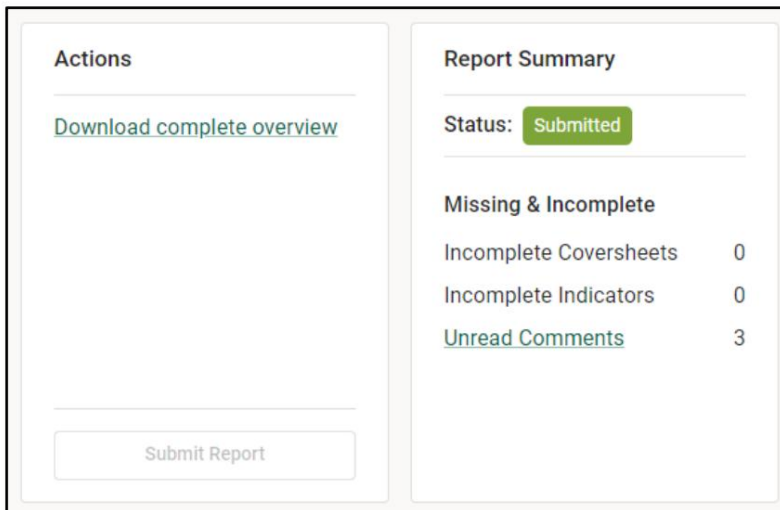 Actions
Download complete overview
Submit Report
Report Summary
Status: Submitted
Missing & Incomplete
Incomplete Coversheets 0
Incomplete Indicators 0
Unread Comments 3